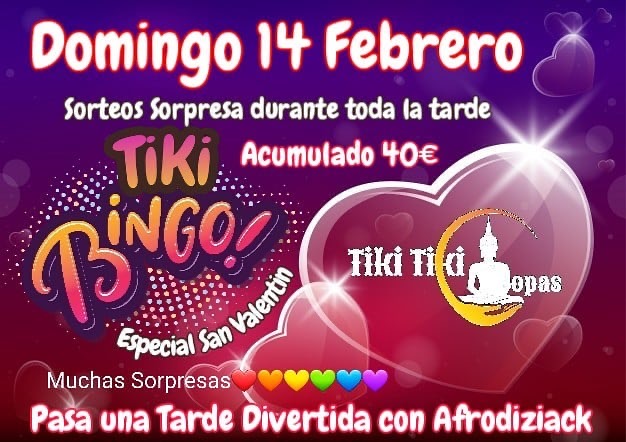 Domingo 14 Febrero
Sorteos Sorpresa durante toda la tarde
Acumulado 40€
TiKi
BiNGO!
Especial San Valentin
Tiki Tiki Copas
Muchas Sorpresas❤️🧡💛💚💙💜
Pasa una Tarde Divertida con Afrodiziack